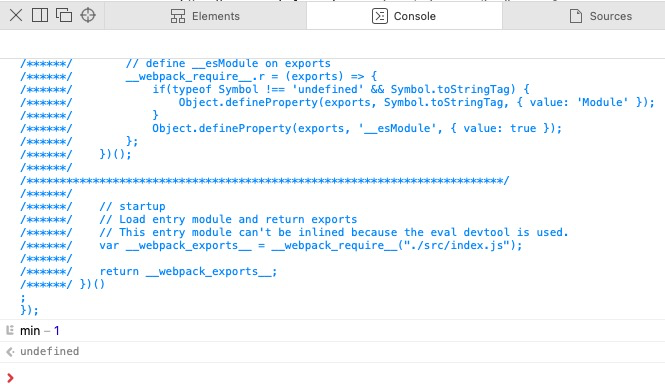 Elements
Console
Sources
/******/ 		// define __esModule on exports
/******/ 		__webpack_require__.r = (exports) => {
/******/ 			if(typeof Symbol !== 'undefined' && Symbol.toStringTag) {
/******/ 				Object.defineProperty(exports, Symbol.toStringTag, { value: 'Module' });
/******/ 			}
/******/ 			Object.defineProperty(exports, '__esModule', { value: true });
/******/ 		};
/******/ 	})();
/******/
/************************************************************************/
/******/
/******/ 	// startup
/******/ 	// Load entry module and return exports
/******/ 	// This entry module can't be inlined because the eval devtool is used.
/******/ 	var __webpack_exports__ = __webpack_require__("./src/index.js");
/******/
/******/ 	return __webpack_exports__;
/******/ })()
;
});
min – 1
undefined